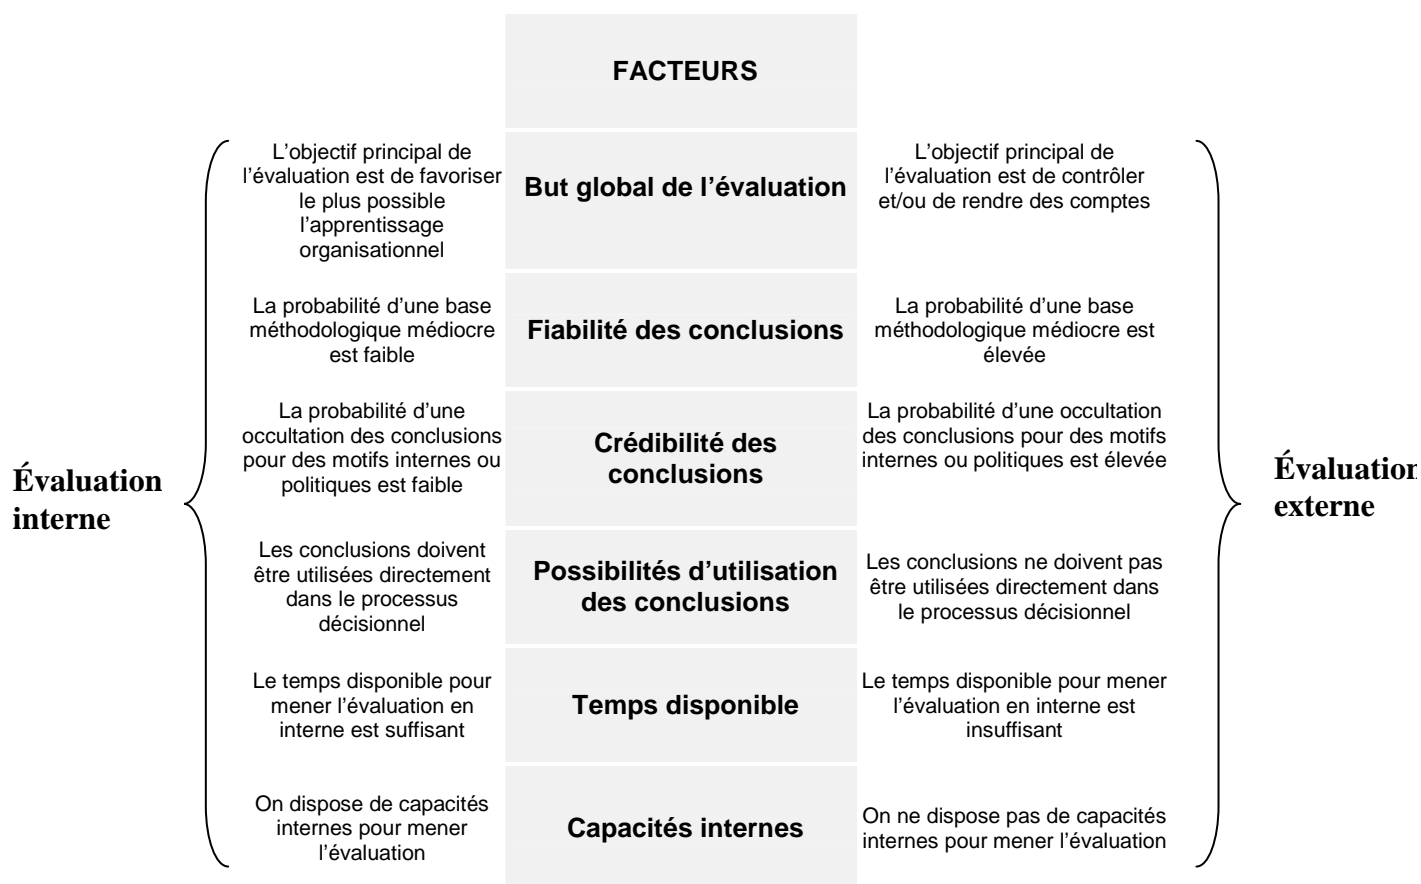 FACTEURS
L’objectif principal de
l’évaluation est de favoriser
le plus possible
l’apprentissage
organisationnel
But global de l’évaluation
L’objectif principal de
l’évaluation est de contrôler
et/ou de rendre des comptes
La probabilité d’une base
méthodologique médiocre
est faible
Fiabilité des conclusions
La probabilité d’une base
méthodologique médiocre est
élevée
La probabilité d’une
occultation des conclusions
pour des motifs internes ou
politiques est faible
Crédibilité des
conclusions
La probabilité d’une occultation
des conclusions pour des motifs
internes ou politiques est élevée
Évaluation
interne
Évaluation
externe
Les conclusions doivent
être utilisées directement
dans le processus
décisionnel
Possibilités d’utilisation
des conclusions
Les conclusions ne doivent pas
être utilisées directement dans
le processus décisionnel
Le temps disponible pour
mener l’évaluation en
interne est suffisant
Temps disponible
Le temps disponible pour mener
l’évaluation en interne est
insuffisant
On dispose de capacités
internes pour mener
l’évaluation
Capacités internes
On ne dispose pas de capacités
internes pour mener l’évaluation